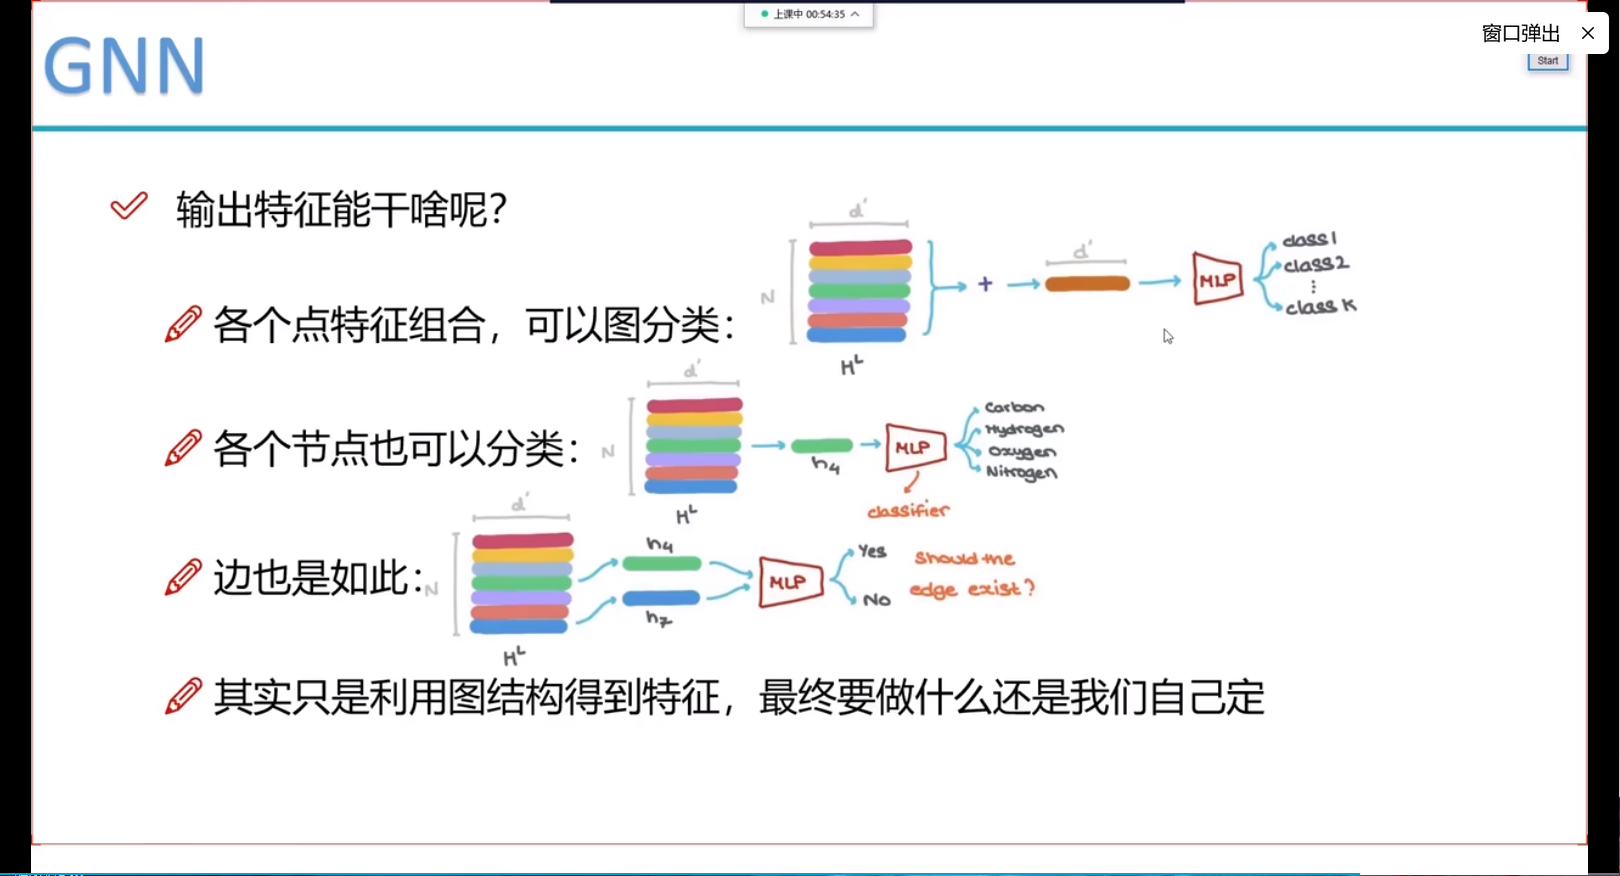 上课中 00:54:35
窗口弹出
Start
GNN
输出特征能干啥呢?
d'
N
H^L
+
d'
MLP
class 1
class 2
⋮
class K
各个点特征组合，可以图分类：
d'
N
H^L
h4
MLP
classifier
Carbon
Hydrogen
Oxygen
Nitrogen
各个节点也可以分类：
d'
N
H^L
h4
h7
MLP
Yes
No
Should the
edge exist?
边也是如此：
其实只是利用图结构得到特征，最终要做什么还是我们自己定